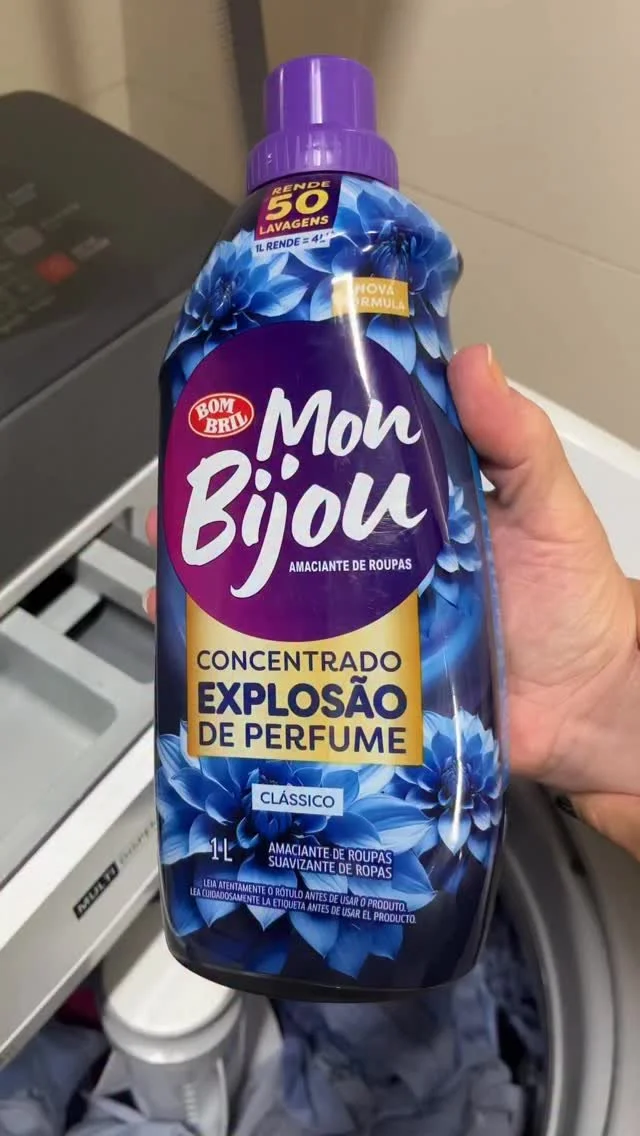 RENDE
50
LAVAGENS
1L RENDE = 4L
NOVA
FÓRMULA
BOM
BRIL
Mon
Bijou
AMACIANTE DE ROUPAS
CONCENTRADO
EXPLOSÃO
DE PERFUME
CLÁSSICO
1 L
AMACIANTE DE ROUPAS
SUAVIZANTE DE ROPAS
LEIA ATENTAMENTE O RÓTULO ANTES DE USAR O PRODUTO.
LEA CUIDADOSAMENTE LA ETIQUETA ANTES DE USAR EL PRODUCTO.
MULTI